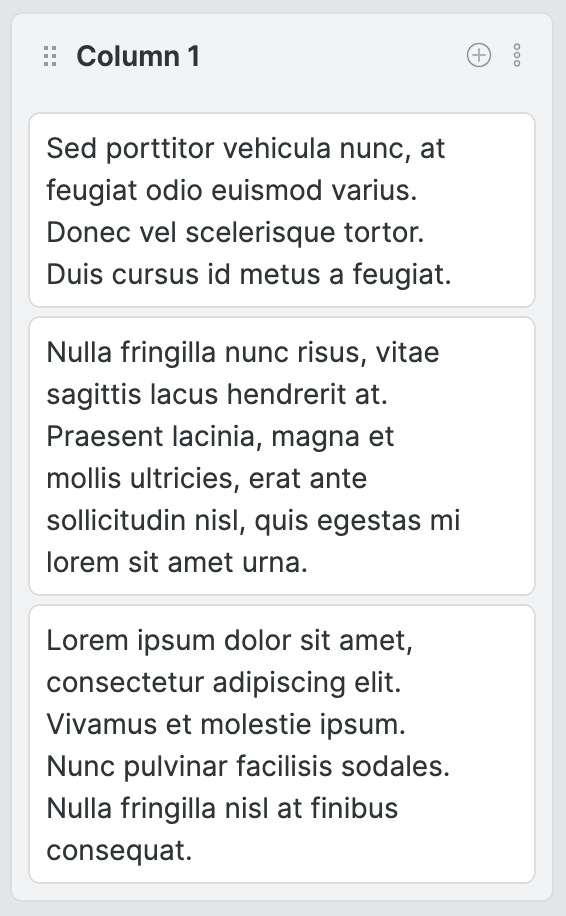 Column 1
Sed porttitor vehicula nunc, at
feugiat odio euismod varius.
Donec vel scelerisque tortor.
Duis cursus id metus a feugiat.
Nulla fringilla nunc risus, vitae
sagittis lacus hendrerit at.
Praesent lacinia, magna et
mollis ultricies, erat ante
sollicitudin nisl, quis egestas mi
lorem sit amet urna.
Lorem ipsum dolor sit amet,
consectetur adipiscing elit.
Vivamus et molestie ipsum.
Nunc pulvinar facilisis sodales.
Nulla fringilla nisl at finibus
consequat.